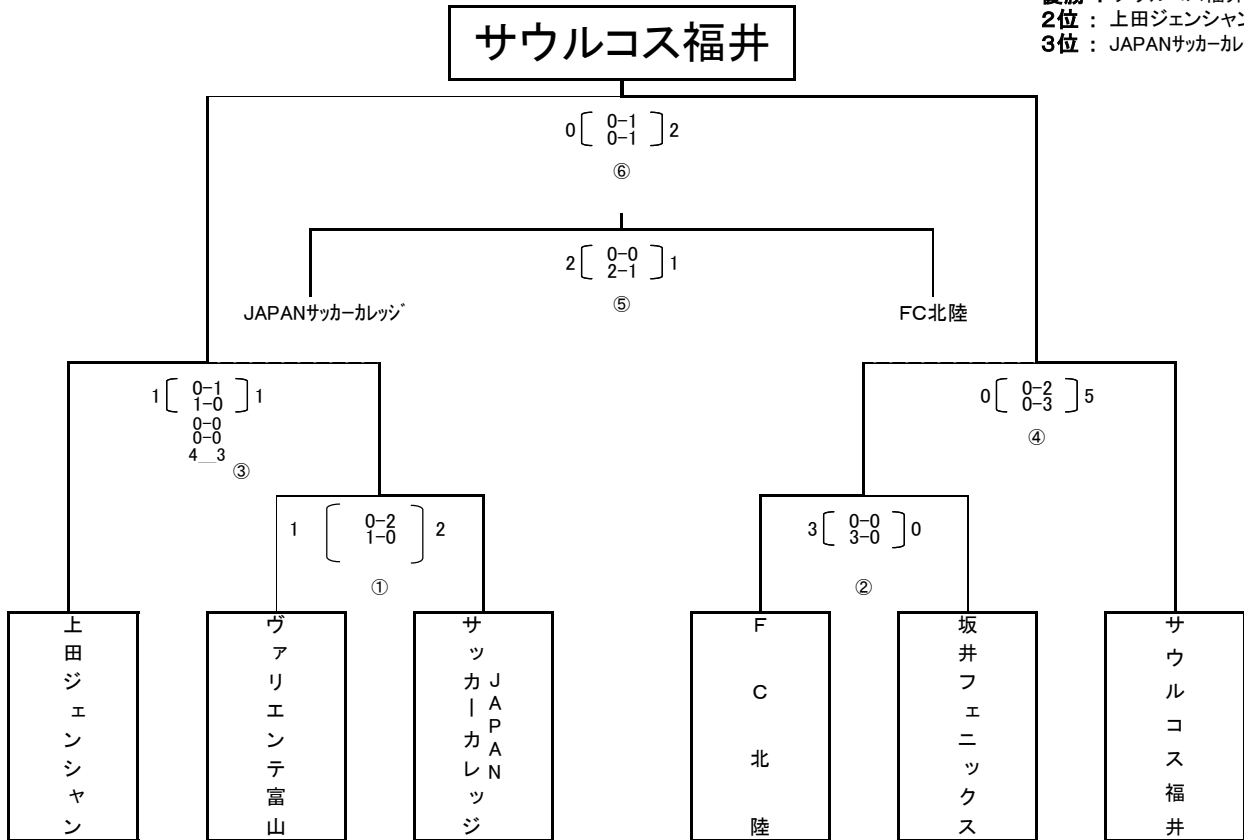 サウルコス福井
2位 : 上田ジェンシャン
3位 : JAPANサッカーカレ
0 0-1 2
0-1
⑥
2 0-0 1
2-1
⑤
JAPANサッカーカレッジ
FC北陸
1 0-1 1
1-0
0-0
0-0
4__3
③
0 0-2 5
0-3
④
1 0-2 2
1-0
①
3 0-0 0
3-0
②
上田ジェンシャン
ヴァリエンテ富山
JAPAN
サッカーカレッジ
FC北陸
坂井フェニックス
サウルコス福井